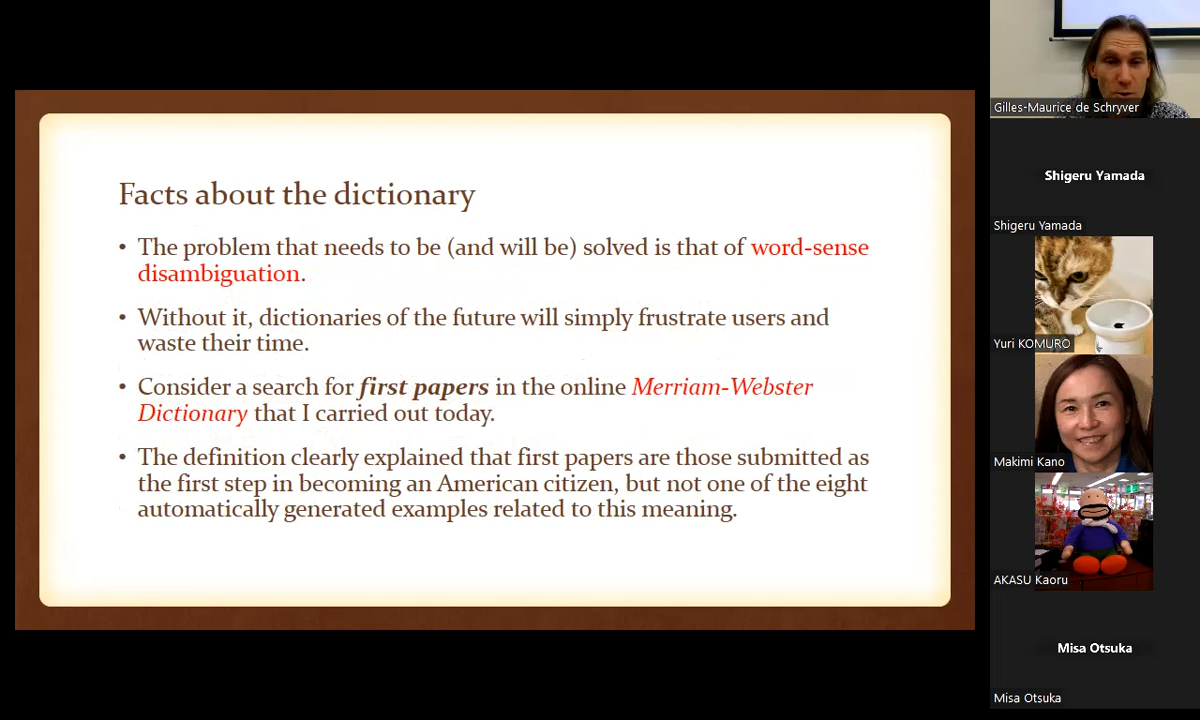 Facts about the dictionary
• The problem that needs to be (and will be) solved is that of word-sense
disambiguation.
• Without it, dictionaries of the future will simply frustrate users and
waste their time.
• Consider a search for first papers in the online Merriam-Webster
Dictionary that I carried out today.
• The definition clearly explained that first papers are those submitted as
the first step in becoming an American citizen, but not one of the eight
automatically generated examples related to this meaning.
Gilles-Maurice de Schryver
Shigeru Yamada
Shigeru Yamada
Yuri KOMURO
Makimi Kano
AKASU Kaoru
Misa Otsuka
Misa Otsuka